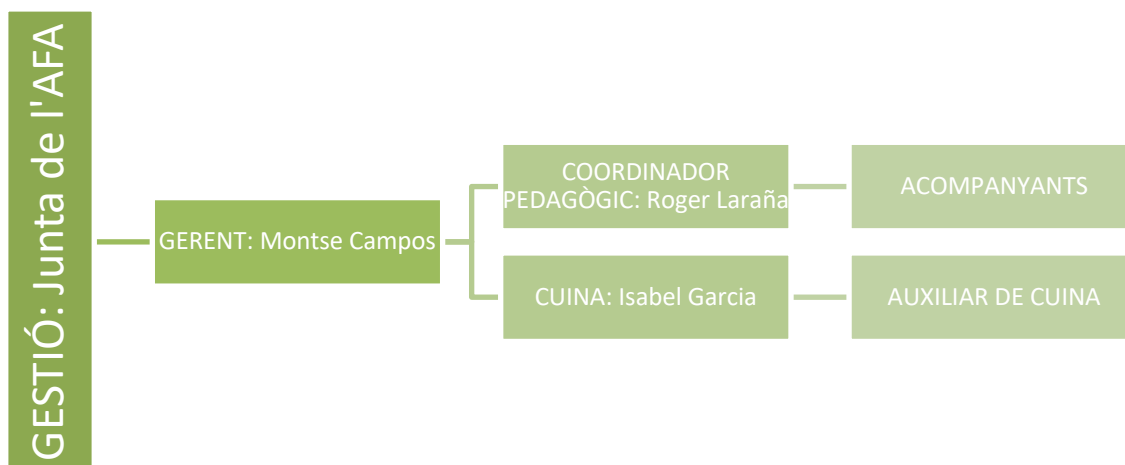 GESTIÓ: Junta de l'AFA
GERENT: Montse Campos
COORDINADOR
PEDAGÒGIC: Roger Laraña
ACOMPANYANTS
CUINA: Isabel Garcia
AUXILIAR DE CUINA